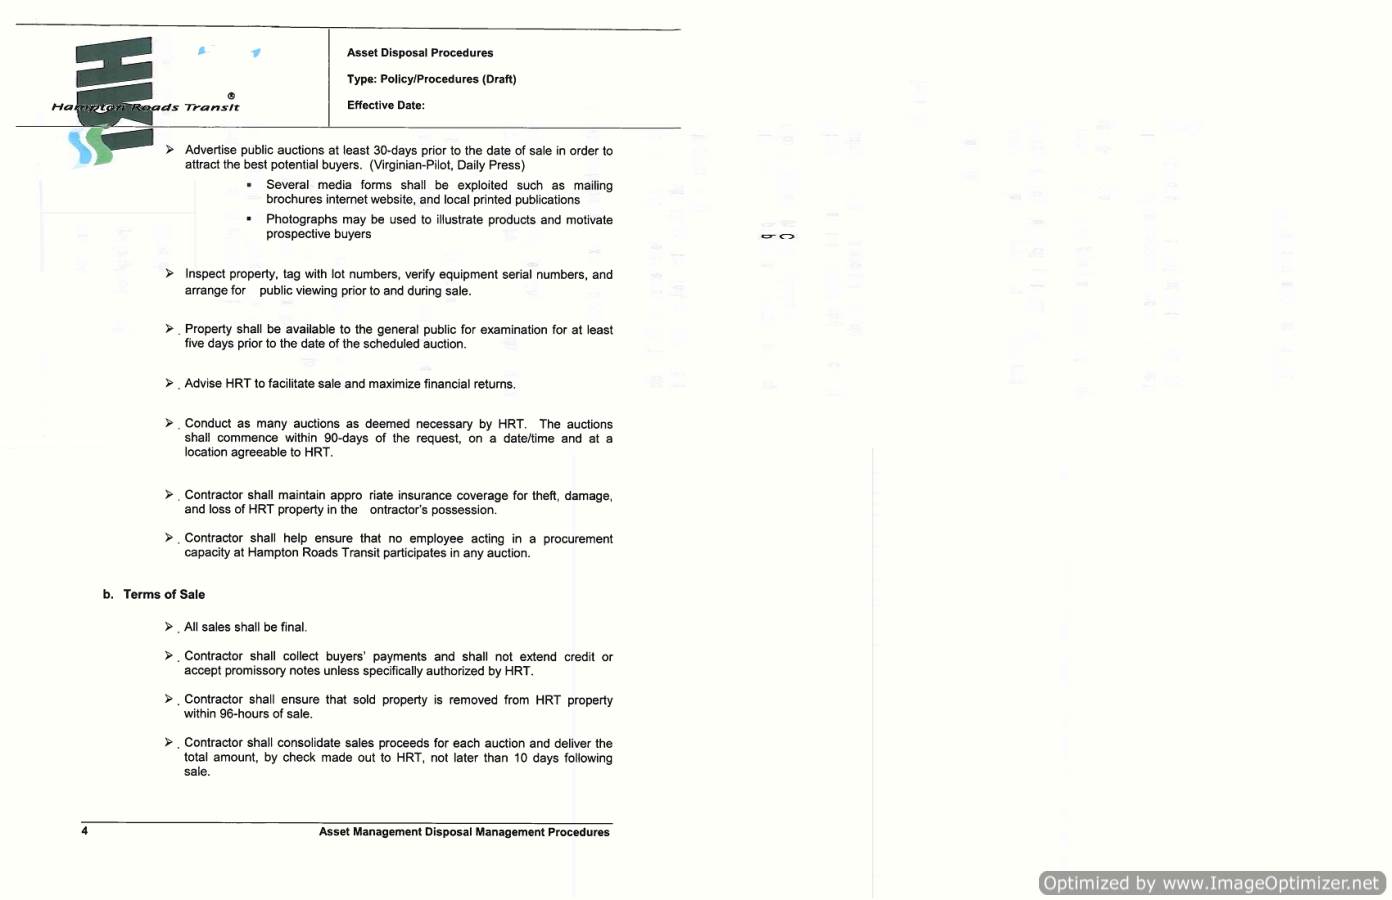 HRT
Hampton Roads Transit
®
Asset Disposal Procedures
Type: Policy/Procedures (Draft)
Effective Date:
➢ Advertise public auctions at least 30-days prior to the date of sale in order to
attract the best potential buyers. (Virginian-Pilot, Daily Press)
▪ Several media forms shall be exploited such as mailing
brochures internet website, and local printed publications
▪ Photographs may be used to illustrate products and motivate
prospective buyers
➢ Inspect property, tag with lot numbers, verify equipment serial numbers, and
arrange for public viewing prior to and during sale.
➢ Property shall be available to the general public for examination for at least
five days prior to the date of the scheduled auction.
➢ Advise HRT to facilitate sale and maximize financial returns.
➢ Conduct as many auctions as deemed necessary by HRT. The auctions
shall commence within 90-days of the request, on a date/time and at a
location agreeable to HRT.
➢ Contractor shall maintain appro riate insurance coverage for theft, damage,
and loss of HRT property in the ontractor's possession.
➢ Contractor shall help ensure that no employee acting in a procurement
capacity at Hampton Roads Transit participates in any auction.
b. Terms of Sale
➢ All sales shall be final.
➢ Contractor shall collect buyers' payments and shall not extend credit or
accept promissory notes unless specifically authorized by HRT.
➢ Contractor shall ensure that sold property is removed from HRT property
within 96-hours of sale.
➢ Contractor shall consolidate sales proceeds for each auction and deliver the
total amount, by check made out to HRT, not later than 10 days following
sale.
4 Asset Management Disposal Management Procedures
Optimized by www.ImageOptimizer.net